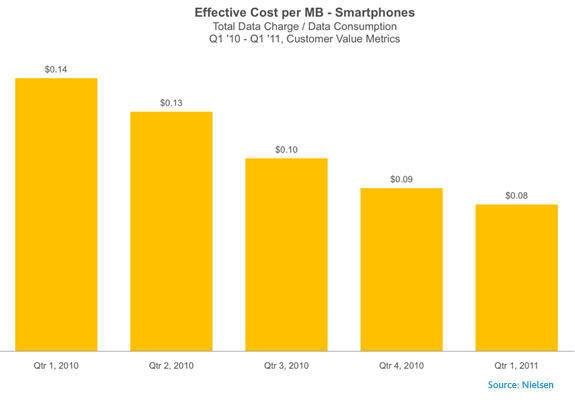 Effective Cost per MB - Smartphones
Total Data Charge / Data Consumption
Q1 '10 - Q1 '11, Customer Value Metrics
$0.14
$0.13
$0.10
$0.09
$0.08
Qtr 1, 2010
Qtr 2, 2010
Qtr 3, 2010
Qtr 4, 2010
Qtr 1, 2011
Source: Nielsen